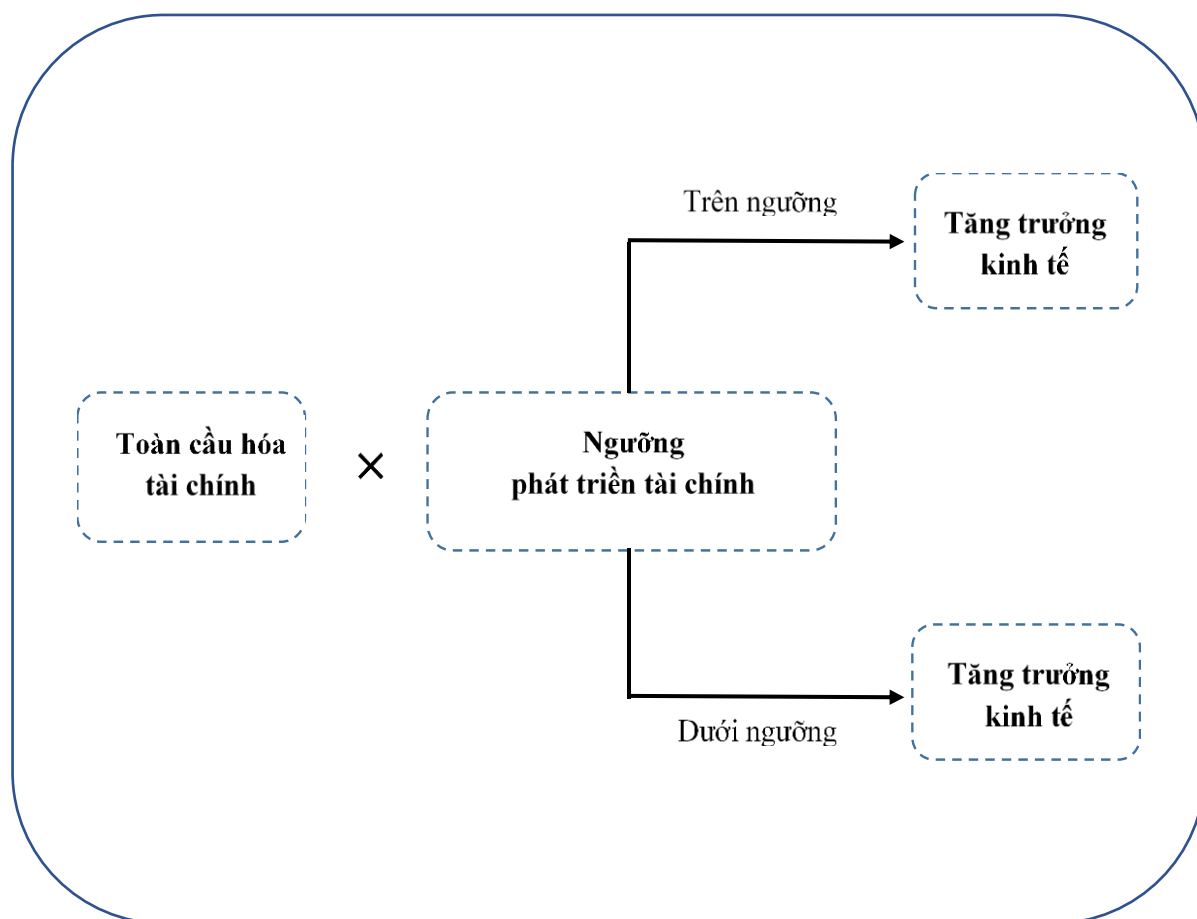 Trên ngưỡng
Tăng trưởng
kinh tế
Toàn cầu hóa
tài chính
×
Ngưỡng
phát triền tài chính
Tăng trưởng
kinh tế
Dưới ngưỡng